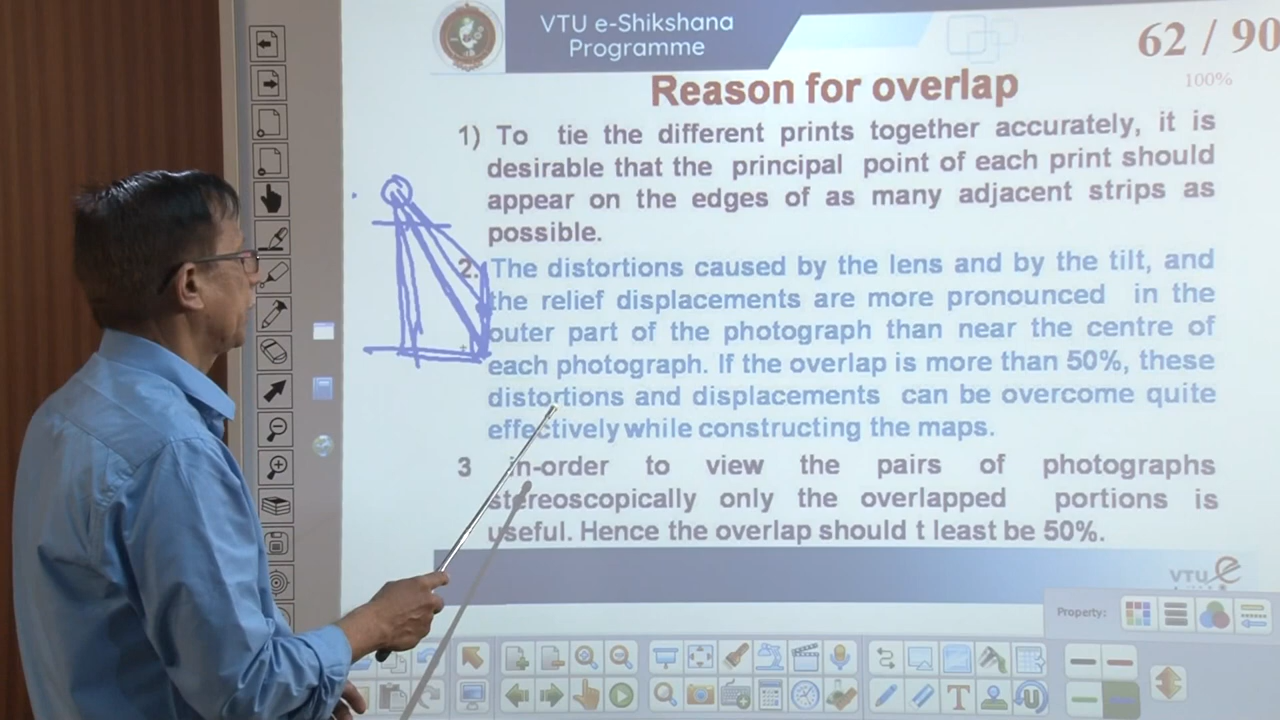 VTU e-Shikshana
Programme
62 / 90
100%
Reason for overlap
1) To tie the different prints together accurately, it is
desirable that the principal point of each print should
appear on the edges of as many adjacent strips as
possible.
2. The distortions caused by the lens and by the tilt, and
the relief displacements are more pronounced in the
outer part of the photograph than near the centre of
each photograph. If the overlap is more than 50%, these
distortions and displacements can be overcome quite
effectively while constructing the maps.
3 in-order to view the pairs of photographs
stereoscopically only the overlapped portions is
useful. Hence the overlap should t least be 50%.
VTU e
Property: